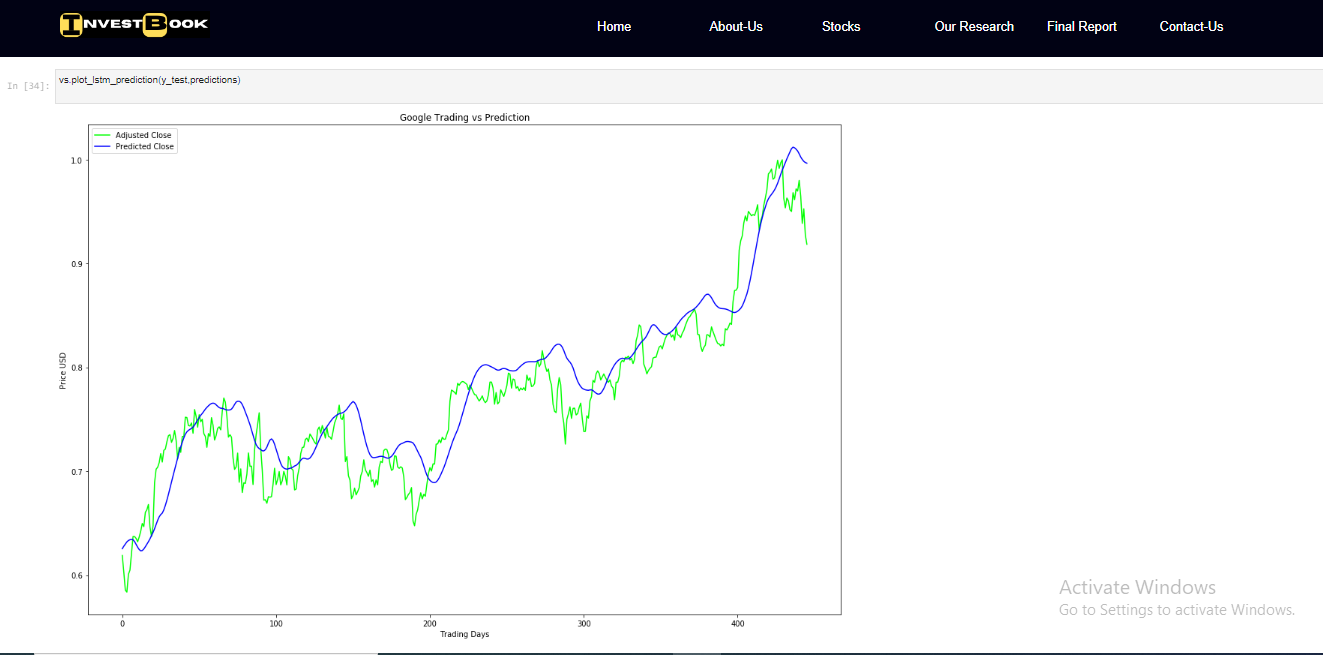 INVESTBOOK
Home About-Us Stocks Our Research Final Report Contact-Us
In [34]:
vs.plot_lstm_prediction(y_test,predictions)
Google Trading vs Prediction
Adjusted Close
Predicted Close
1.0
0.9
0.8
0.7
0.6
Price USD
0 100 200 300 400
Trading Days
Activate Windows
Go to Settings to activate Windows.